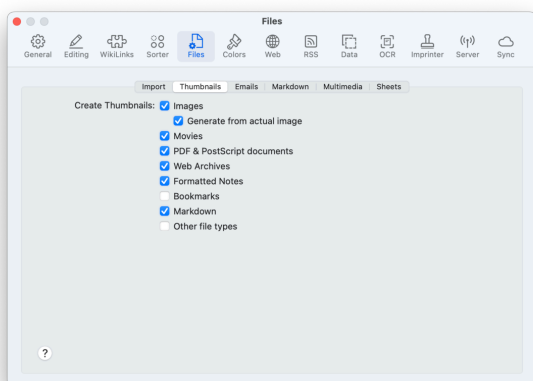 Files
General Editing WikiLinks Sorter Files Colors Web RSS Data OCR Imprinter Server Sync
Import Thumbnails Emails Markdown Multimedia Sheets
Create Thumbnails: Images
Generate from actual image
Movies
PDF & PostScript documents
Web Archives
Formatted Notes
Bookmarks
Markdown
Other file types
?